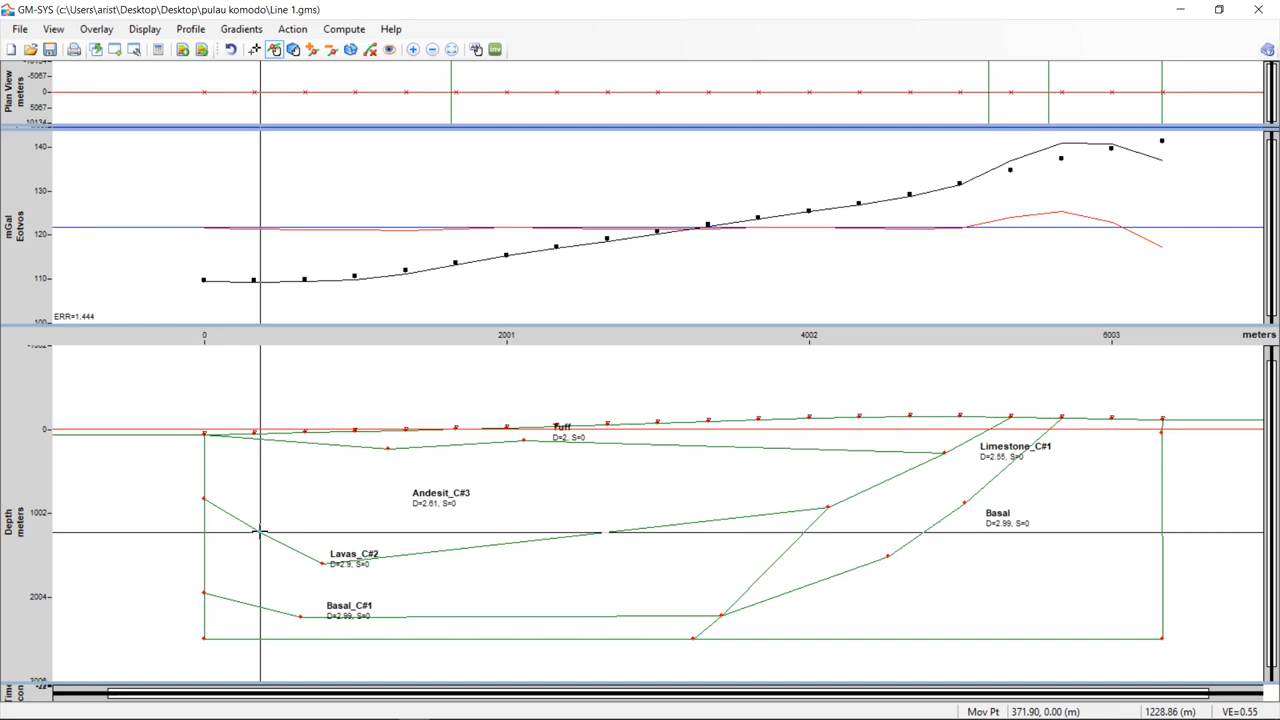 GM-SYS (c:\Users\arist\Desktop\Desktop\pulau komodo\Line 1.gms)
File View Overlay Display Profile Gradients Action Compute Help
inv
Plan View
meters
-5067
0
5067
mGal
Eotvos
140
130
120
110
ERR=1.444
0 2001 4002 6003 meters
Depth
meters
0
1002
2004
Tuff
D=2, S=0
Limestone_C#1
D=2.55, S=0
Andesit_C#3
D=2.61, S=0
Basal
D=2.99, S=0
Lavas_C#2
D=2.9, S=0
Basal_C#1
D=2.99, S=0
Mov Pt 371.90, 0.00 (m) 1228.86 (m) VE=0.55